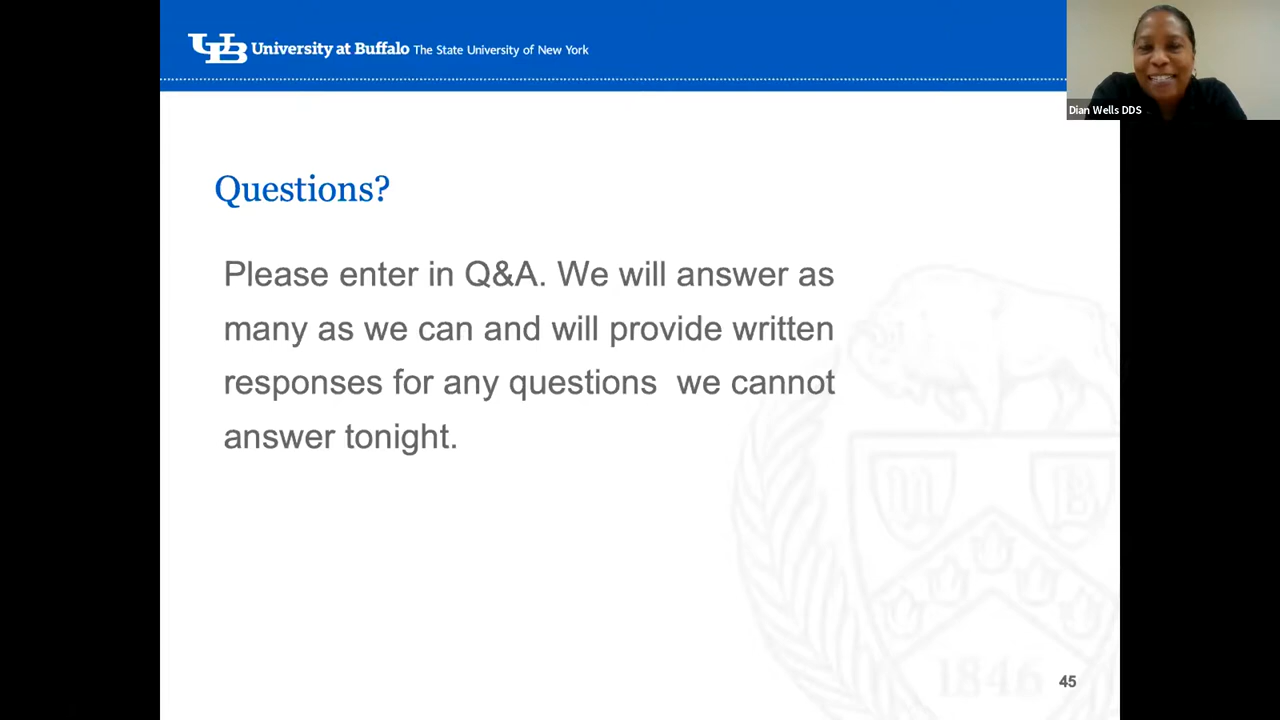 UB University at Buffalo The State University of New York
Dian Wells DDS
Questions?
Please enter in Q&A. We will answer as
many as we can and will provide written
responses for any questions  we cannot
answer tonight.
U B
1846
45